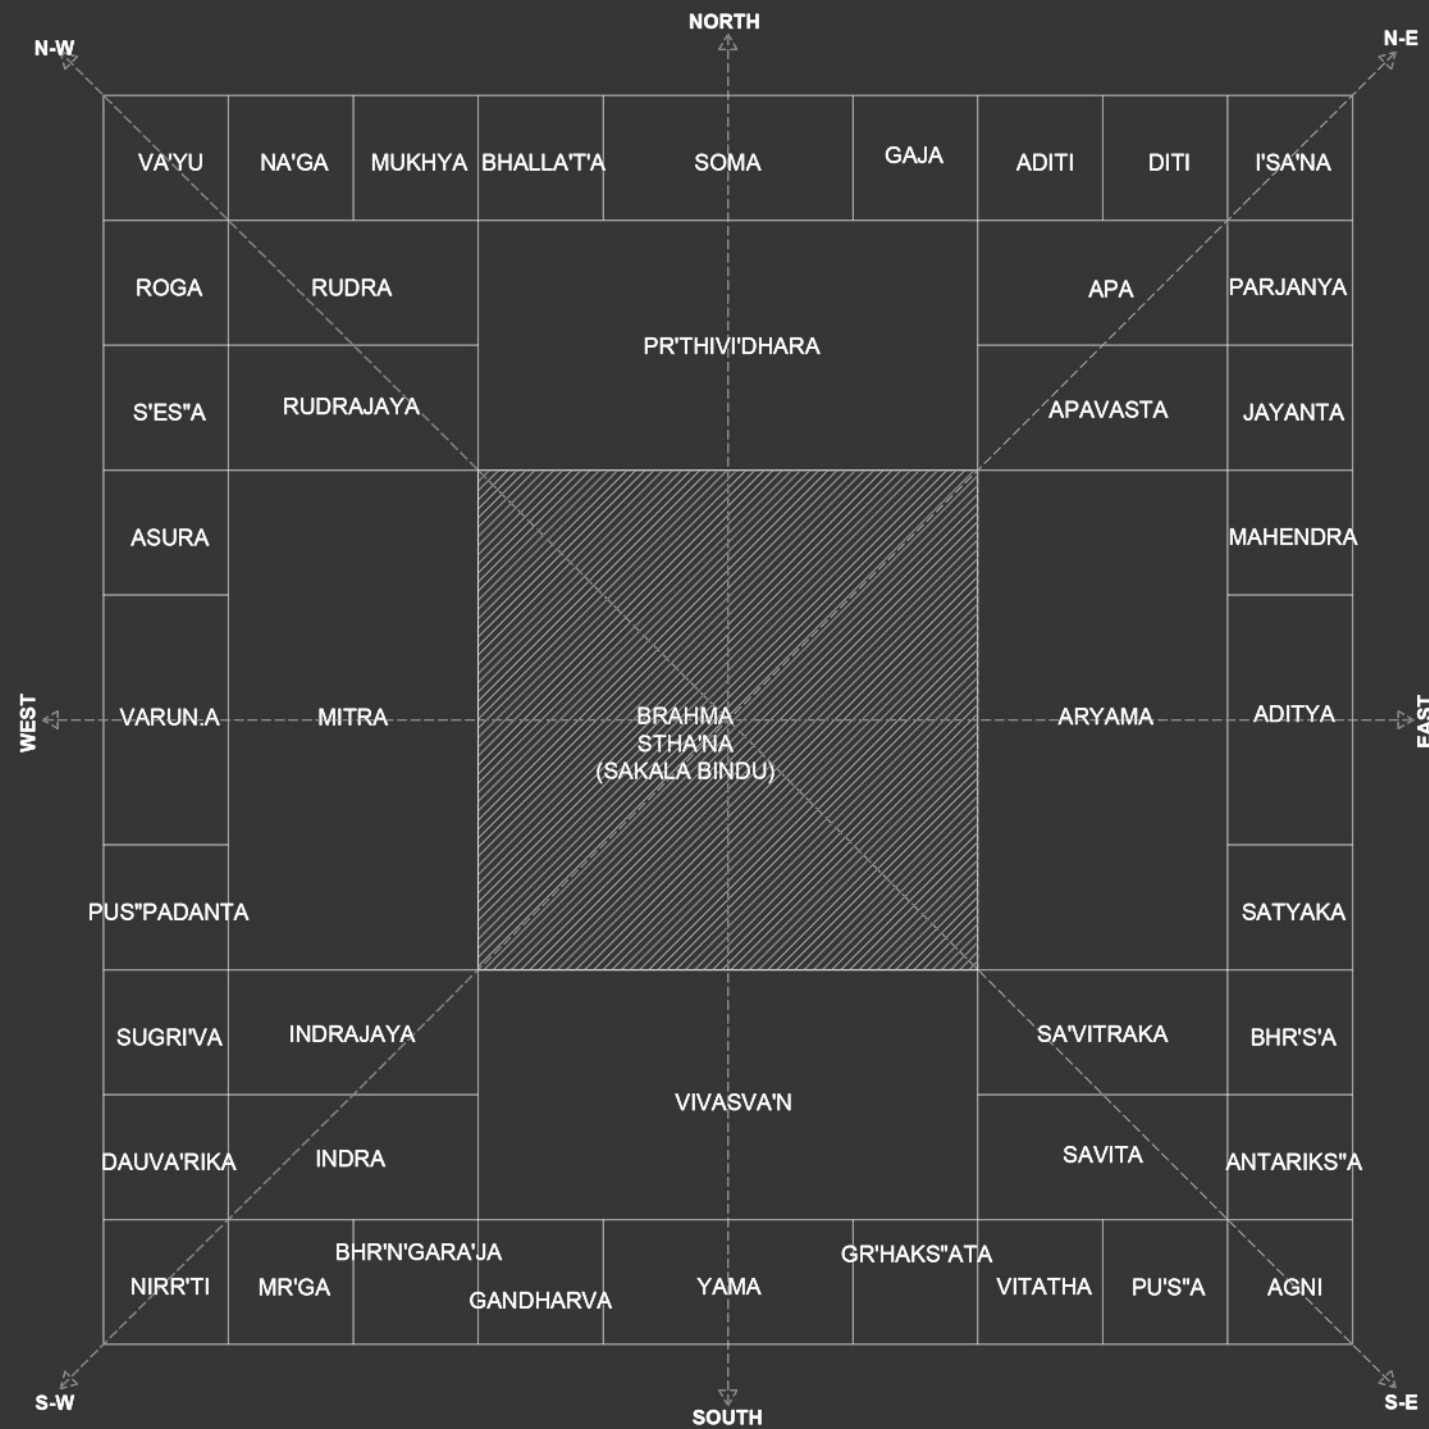 NORTH
N-W
N-E
VA'YU
NA'GA
MUKHYA
BHALLA'T'A
SOMA
GAJA
ADITI
DITI
I'SA'NA
ROGA
RUDRA
APA
PARJANYA
PR'THIVI'DHARA
S'ES"A
RUDRAJAYA
APAVASTA
JAYANTA
ASURA
MAHENDRA
WEST
VARUN.A
MITRA
BRAHMA
STHA'NA
(SAKALA BINDU)
ARYAMA
ADITYA
EAST
PUS"PADANTA
SATYAKA
SUGRI'VA
INDRAJAYA
SA'VITRAKA
BHR'S'A
VIVASVA'N
DAUVA'RIKA
INDRA
SAVITA
ANTARIKS"A
NIRR'TI
MR'GA
BHR'N'GARA'JA
GANDHARVA
YAMA
GR'HAKS"ATA
VITATHA
PU'S"A
AGNI
S-W
SOUTH
S-E